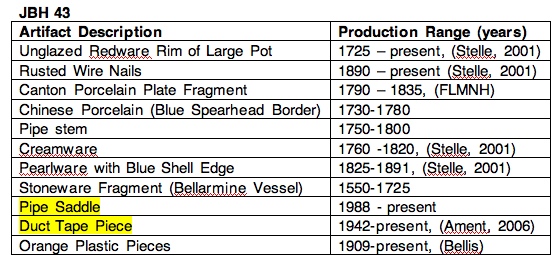 JBH 43
Artifact Description Production Range (years)
Unglazed Redware Rim of Large Pot 1725 – present, (Stelle, 2001)
Rusted Wire Nails 1890 – present (Stelle, 2001)
Canton Porcelain Plate Fragment 1790 – 1835, (FLMNH)
Chinese Porcelain (Blue Spearhead Border) 1730-1780
Pipe stem 1750-1800
Creamware 1760 -1820, (Stelle, 2001)
Pearlware with Blue Shell Edge 1825-1891, (Stelle, 2001)
Stoneware Fragment (Bellarmine Vessel) 1550-1725
Pipe Saddle 1988 - present
Duct Tape Piece 1942-present, (Ament, 2006)
Orange Plastic Pieces 1909-present, (Bellis)